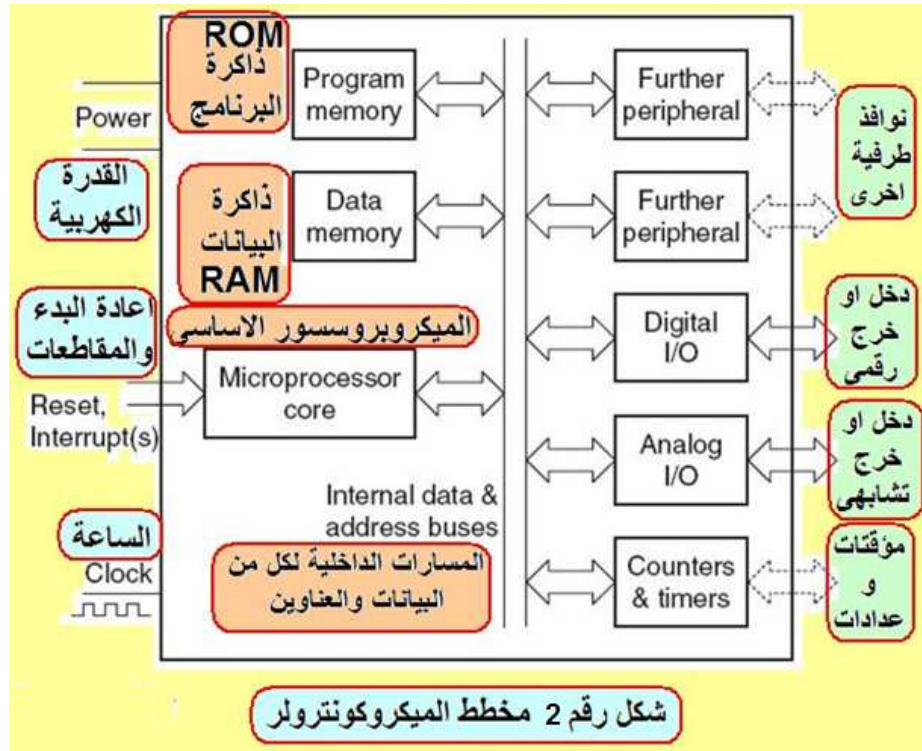 ROM
ذاكرة
البرنامج
Program
memory
Further
peripheral
نوافذ
طرفية
اخرى
Power
القدرة
الكهربية
ذاكرة
البيانات
RAM
Data
memory
Further
peripheral
اعادة البدء
والمقاطعات
الميكروبروسسور الاساسى
Digital
I/O
دخل او
خرج
رقمى
Reset,
Interrupt(s)
Microprocessor
core
Analog
I/O
دخل او
خرج
تشابهى
Internal data &
address buses
الساعة
Clock
المسارات الداخلية لكل من
البيانات والعناوين
Counters
& timers
مؤقتات
و
عدادات
شكل رقم 2 مخطط الميكروكونترولر